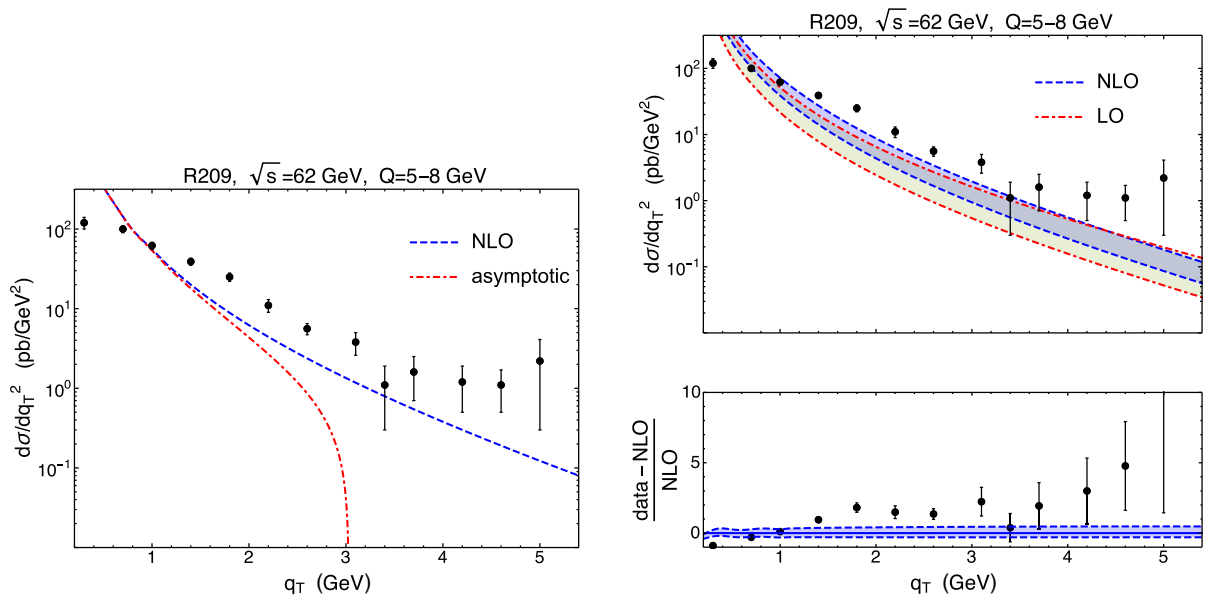 R209, √s =62 GeV, Q=5−8 GeV
dσ/dq_T² (pb/GeV²)
10²
10¹
10⁰
10⁻¹
NLO
asymptotic
1 2 3 4 5
q_T (GeV)
R209, √s =62 GeV, Q=5−8 GeV
dσ/dq_T² (pb/GeV²)
10²
10¹
10⁰
10⁻¹
NLO
LO
data−NLO
NLO
10
5
0
1 2 3 4 5
q_T (GeV)